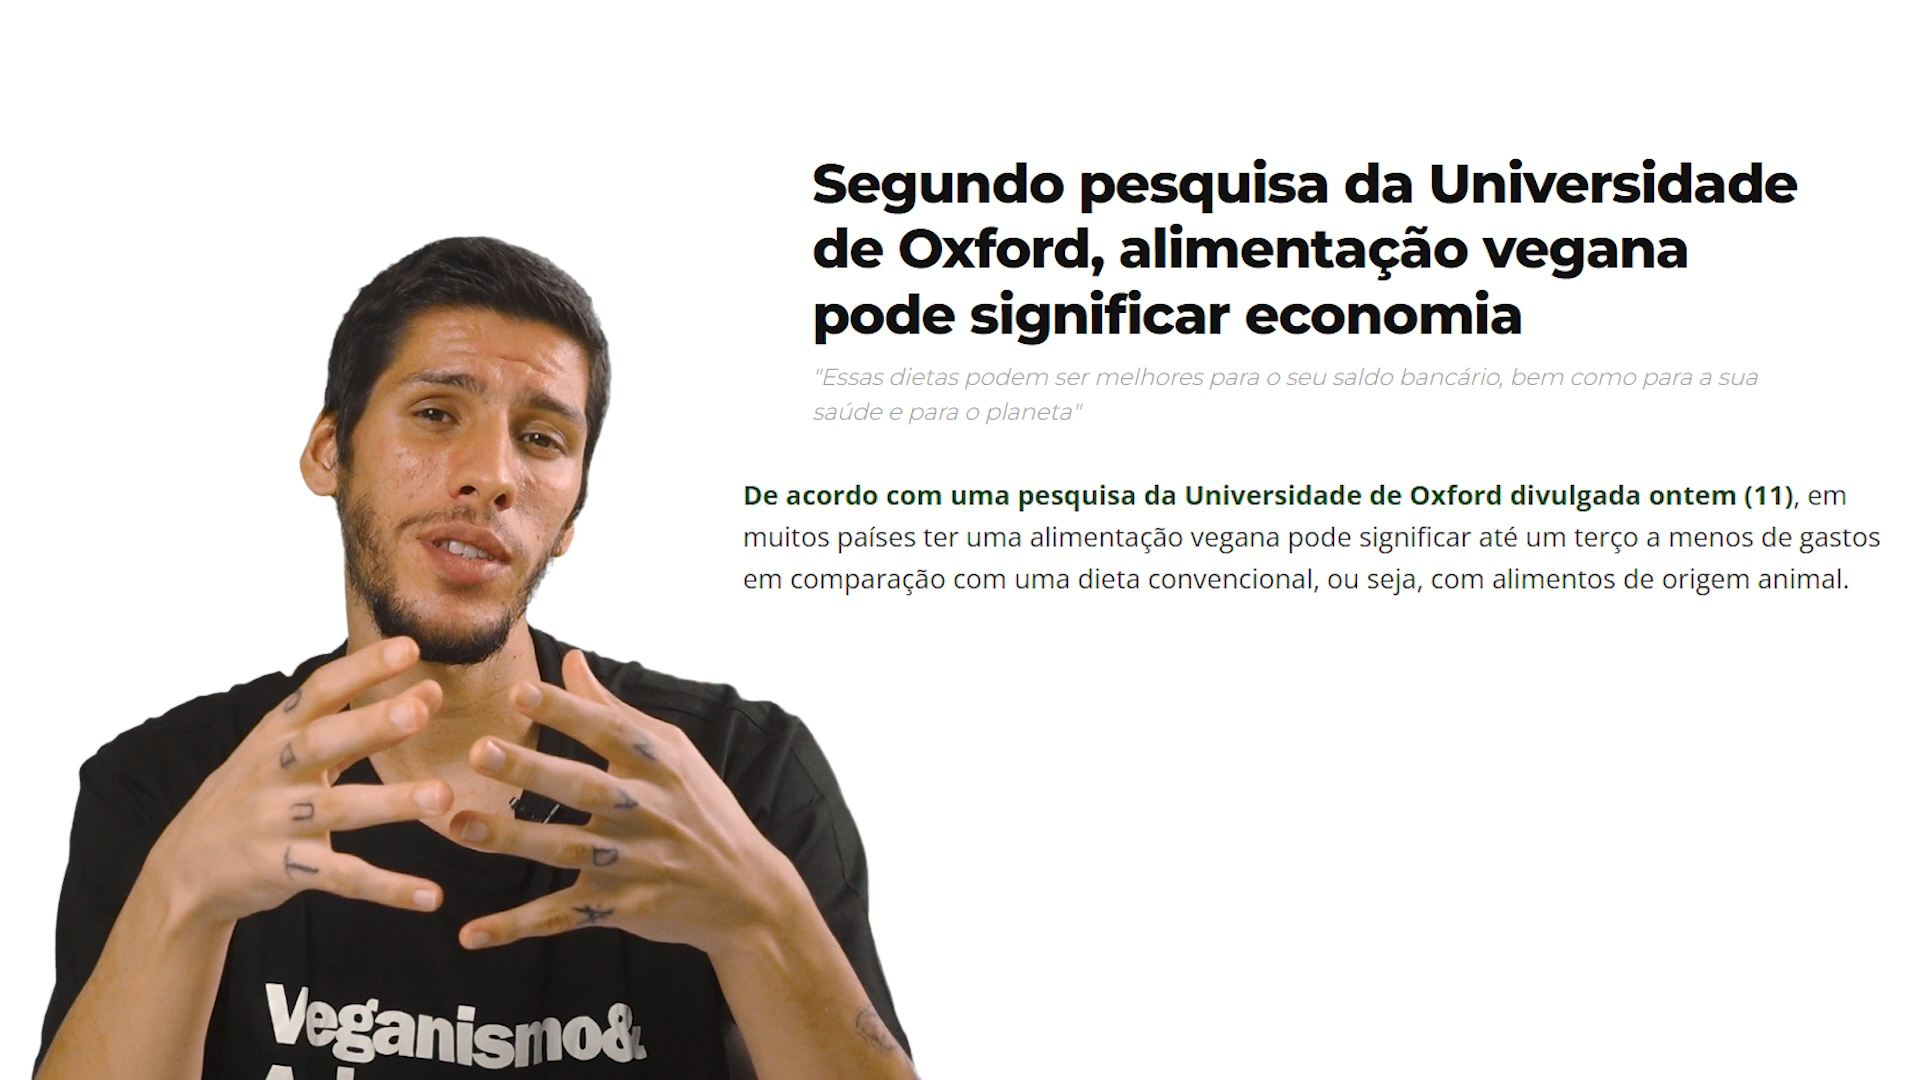 Segundo pesquisa da Universidade
de Oxford, alimentação vegana
pode significar economia
"Essas dietas podem ser melhores para o seu saldo bancário, bem como para a sua
saúde e para o planeta"
De acordo com uma pesquisa da Universidade de Oxford divulgada ontem (11), em
muitos países ter uma alimentação vegana pode significar até um terço a menos de gastos
em comparação com uma dieta convencional, ou seja, com alimentos de origem animal.
Veganismo&